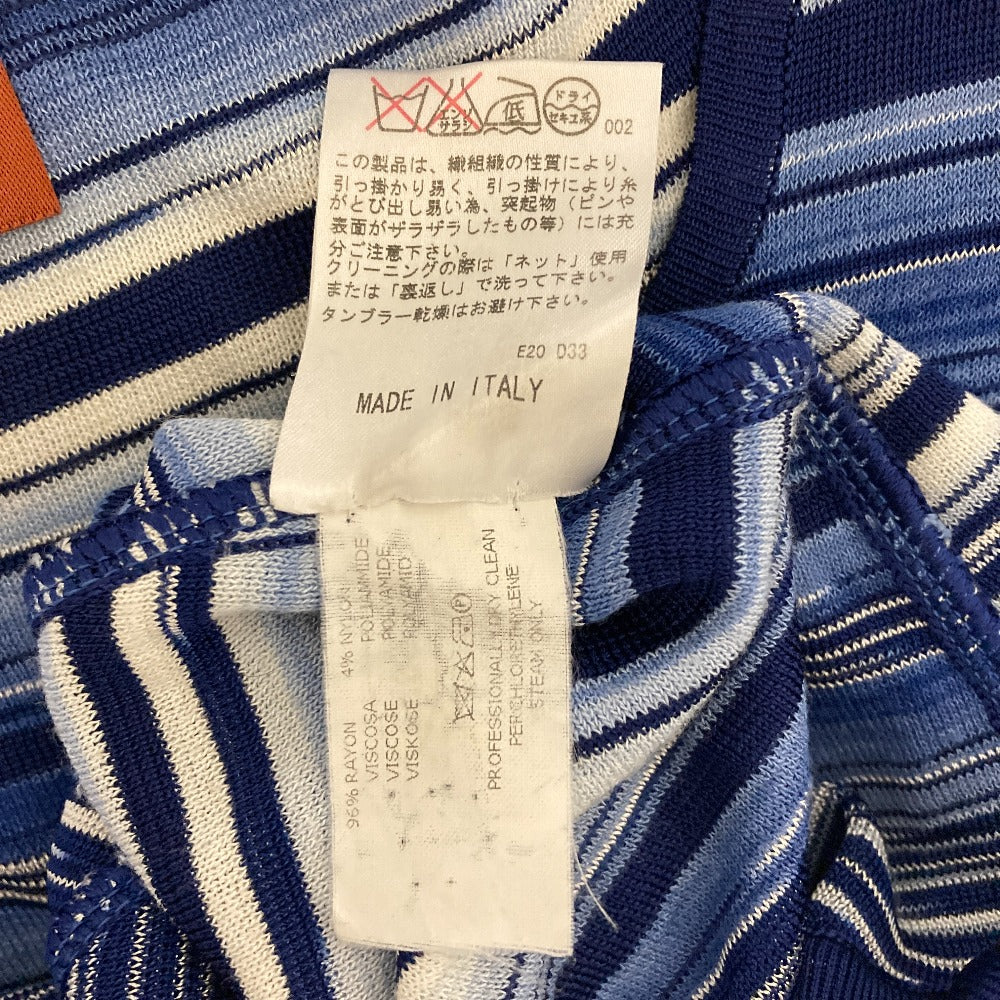 エンソ
サラシ
低
ドライ
セキユ系
002
この製品は、繊組織の性質により、
引っ掛かり易く、引っ掛けにより糸
がとび出し易い為、突起物(ピンや
表面がザラザラしたもの等)には充
分ご注意下さい。
クリーニングの際は「ネット」使用
または「裏返し」で洗って下さい。
タンブラー乾燥はお避け下さい。
E20 D33
MADE IN ITALY
96% RAYON 4% NYLO
VISCOSA POLIAMMIDE
VISCOSE POLYAMIDE
VISKOSE POLYAMID
P
PROFESSIONALLY DRY CLEAN
PERCHLORETHYLENE
STEAM ONLY